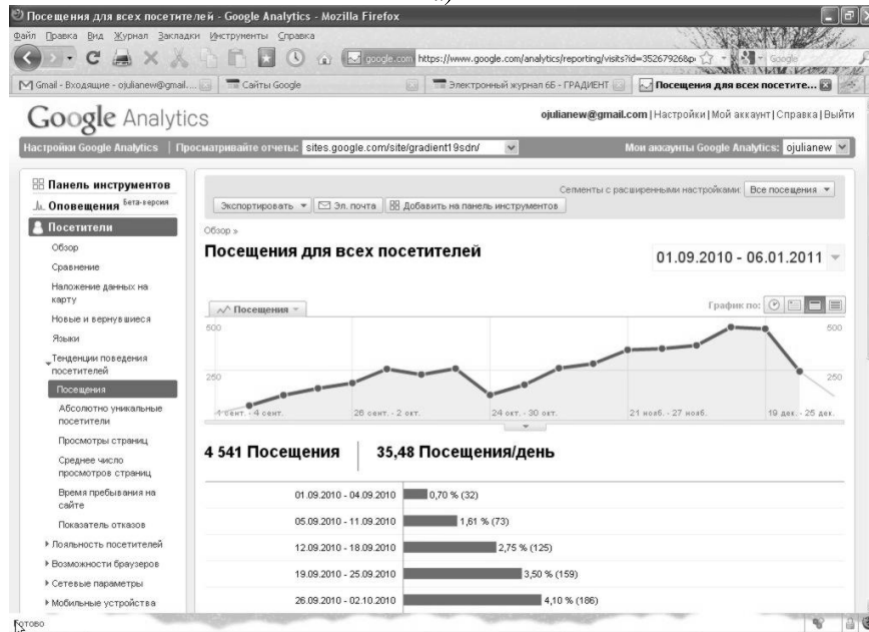 а)
Посещения для всех посетителей - Google Analytics - Mozilla Firefox
Файл Правка Вид Журнал Закладки Инструменты Справка
google.com https://www.google.com/analytics/reporting/visits?id=352679268p Google
Gmail - Входящие - ojulianew@gmail.... Сайты Google Электронный журнал 6Б - ГРАДИЕНТ Посещения для всех посетите...
Google Analytics
ojulianew@gmail.com | Настройки | Мой аккаунт | Справка | Выйти
Настройки Google Analytics | Просматривайте отчеты: sites.google.com/site/gradient19sdn/ Мои аккаунты Google Analytics: ojulianew
Панель инструментов
Оповещения Бета-версия
Посетители
Обзор
Сравнение
Наложение данных на
карту
Новые и вернувшиеся
Языки
Тенденции поведения
посетителей
Посещения
Абсолютно уникальные
посетители
Просмотры страниц
Среднее число
просмотров страниц
Время пребывания на
сайте
Показатель отказов
Лояльность посетителей
Возможности браузеров
Сетевые параметры
Мобильные устройства
Сегменты с расширенными настройками: Все посещения
Экспортировать Эл. почта Добавить на панель инструментов
Обзор »
Посещения для всех посетителей
01.09.2010 - 06.01.2011
Посещения График по:
500 500
250 250
1 сент. - 4 сент. 26 сент. - 2 окт. 24 окт. - 30 окт. 21 нояб. - 27 нояб. 19 дек. - 25 дек.
4 541 Посещения 35,48 Посещения/день
01.09.2010 - 04.09.2010 0,70 % (32)
05.09.2010 - 11.09.2010 1,61 % (73)
12.09.2010 - 18.09.2010 2,75 % (125)
19.09.2010 - 25.09.2010 3,50 % (159)
26.09.2010 - 02.10.2010 4,10 % (186)
Готово